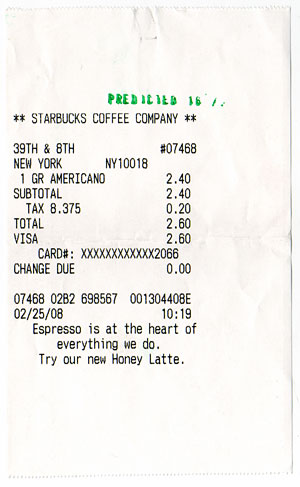 PREDICTED 16
** STARBUCKS COFFEE COMPANY **
39TH & 8TH #07468
NEW YORK NY10018
1 GR AMERICANO 2.40
SUBTOTAL 2.40
TAX 8.375 0.20
TOTAL 2.60
VISA 2.60
CARD#: XXXXXXXXXXXX2066
CHANGE DUE 0.00
07468 02B2 698567 001304408E
02/25/08 10:19
Espresso is at the heart of
everything we do.
Try our new Honey Latte.